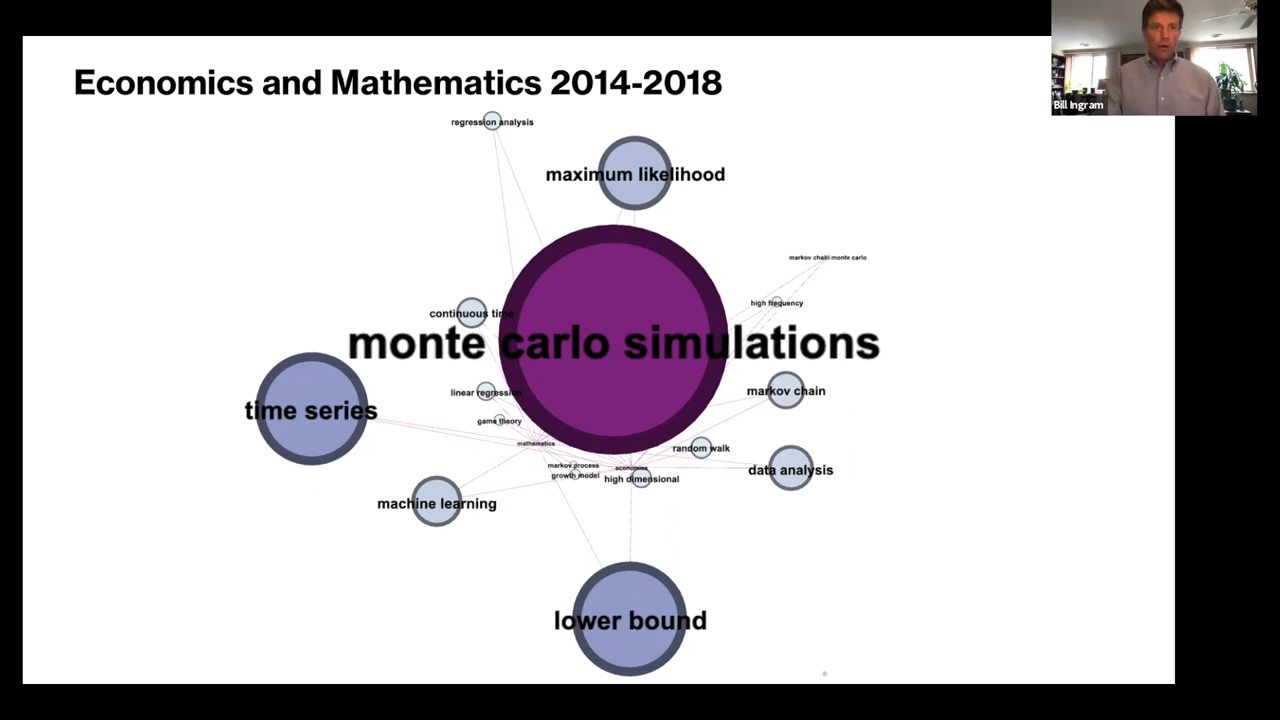 Economics and Mathematics 2014-2018
Bill Ingram
regression analysis
maximum likelihood
markov chain monte carlo
high frequency
continuous time
monte carlo simulations
markov chain
linear regression
time series
game theory
mathematics
random walk
markov process
economics
data analysis
growth model
high dimensional
machine learning
lower bound